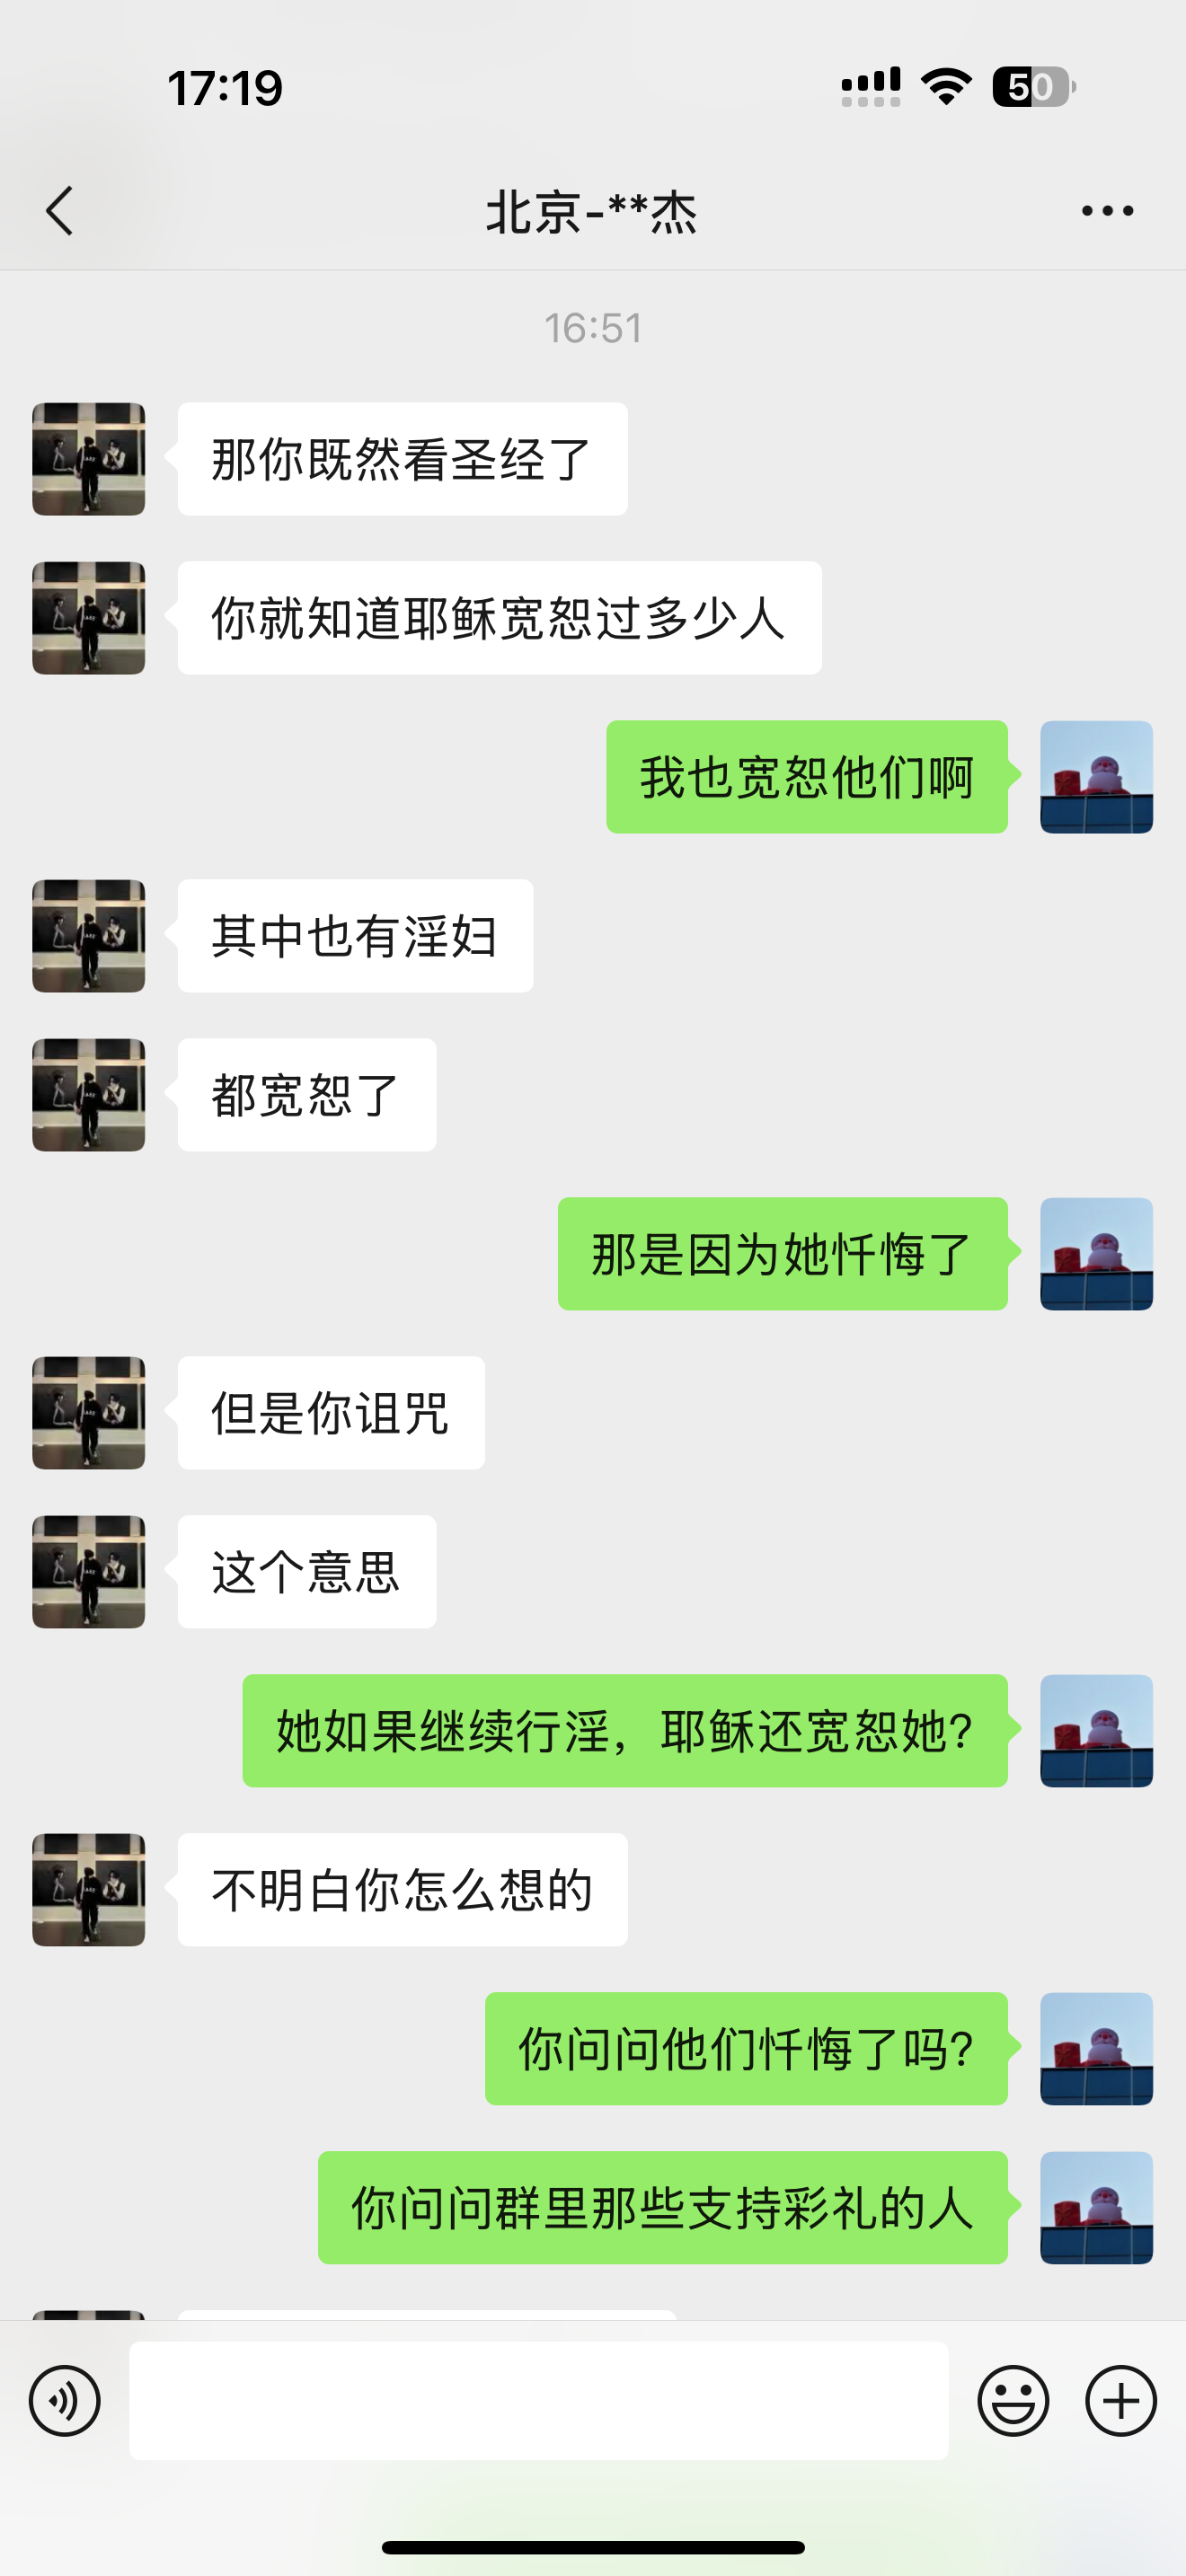 17:19
50
北京-**杰
16:51
那你既然看圣经了
你就知道耶稣宽恕过多少人
我也宽恕他们啊
其中也有淫妇
都宽恕了
那是因为她忏悔了
但是你诅咒
这个意思
她如果继续行淫，耶稣还宽恕她?
不明白你怎么想的
你问问他们忏悔了吗?
你问问群里那些支持彩礼的人